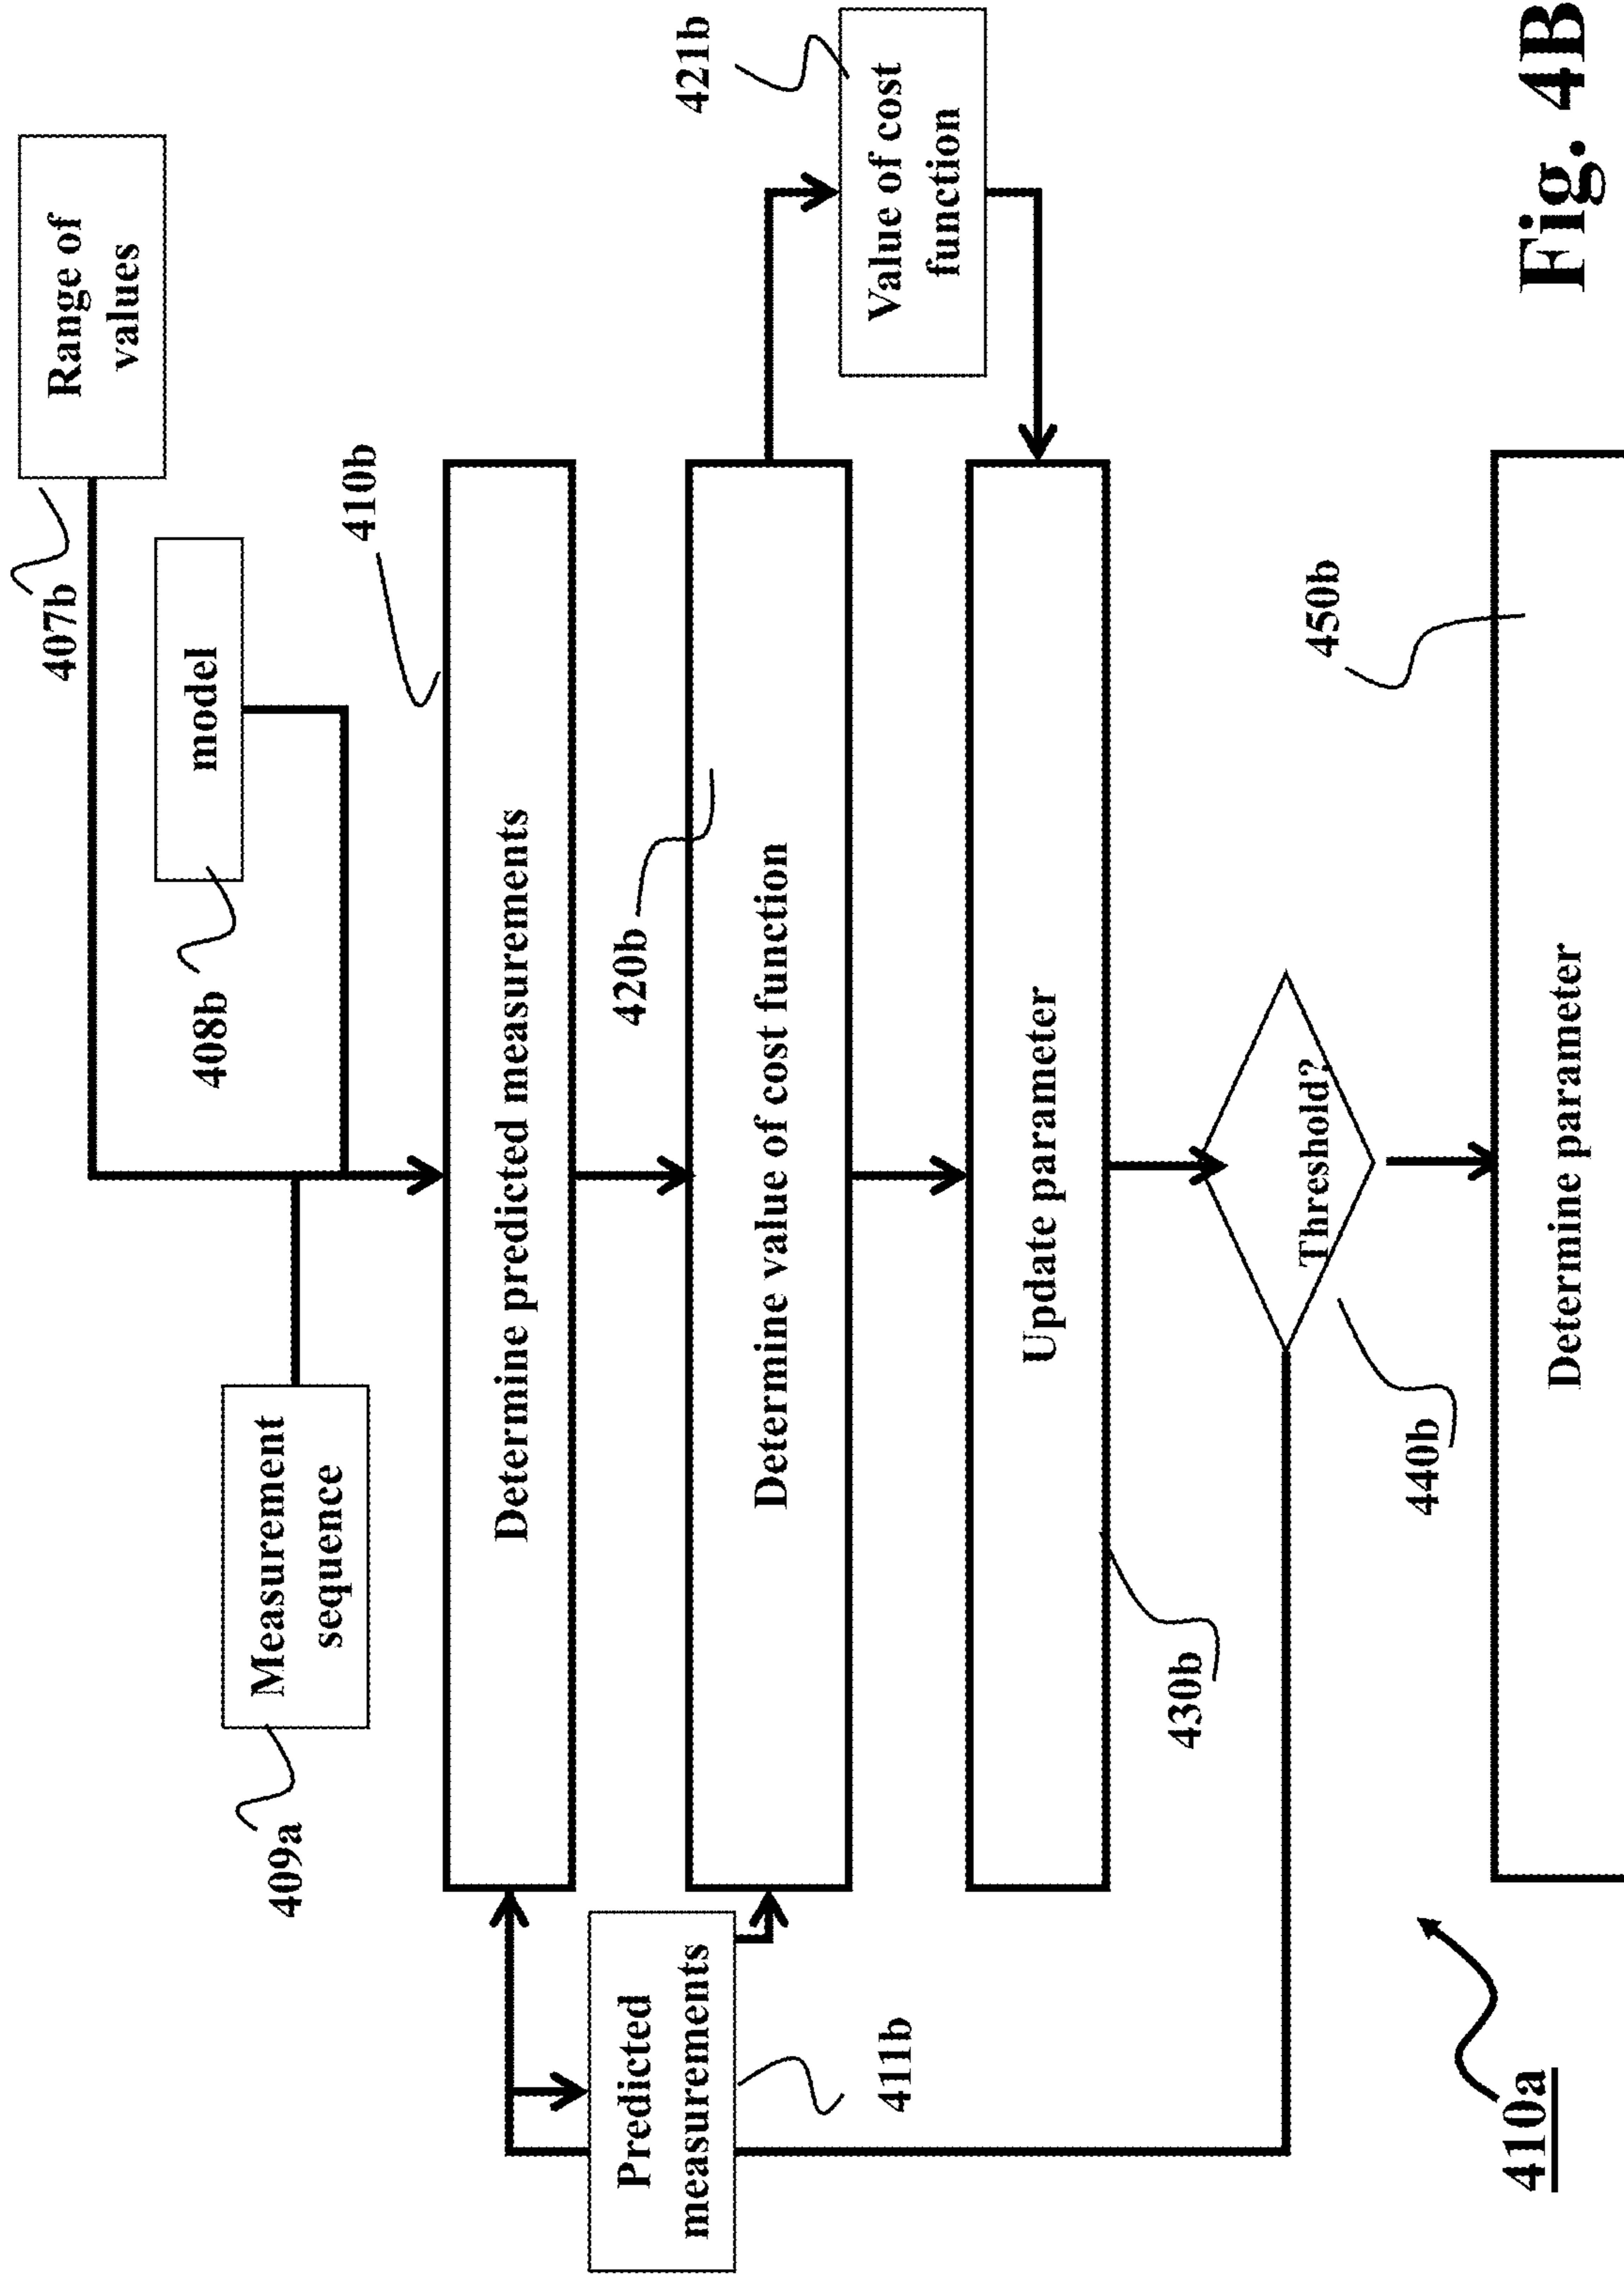 Range of
values
407b
model
408b
Measurement
sequence
409a
410b
Determine predicted measurements
Predicted
measurements
411b
420b
Determine value of cost function
421b
Value of cost
function
Update parameter
430b
Threshold?
440b
450b
Determine parameter
410a
Fig. 4B